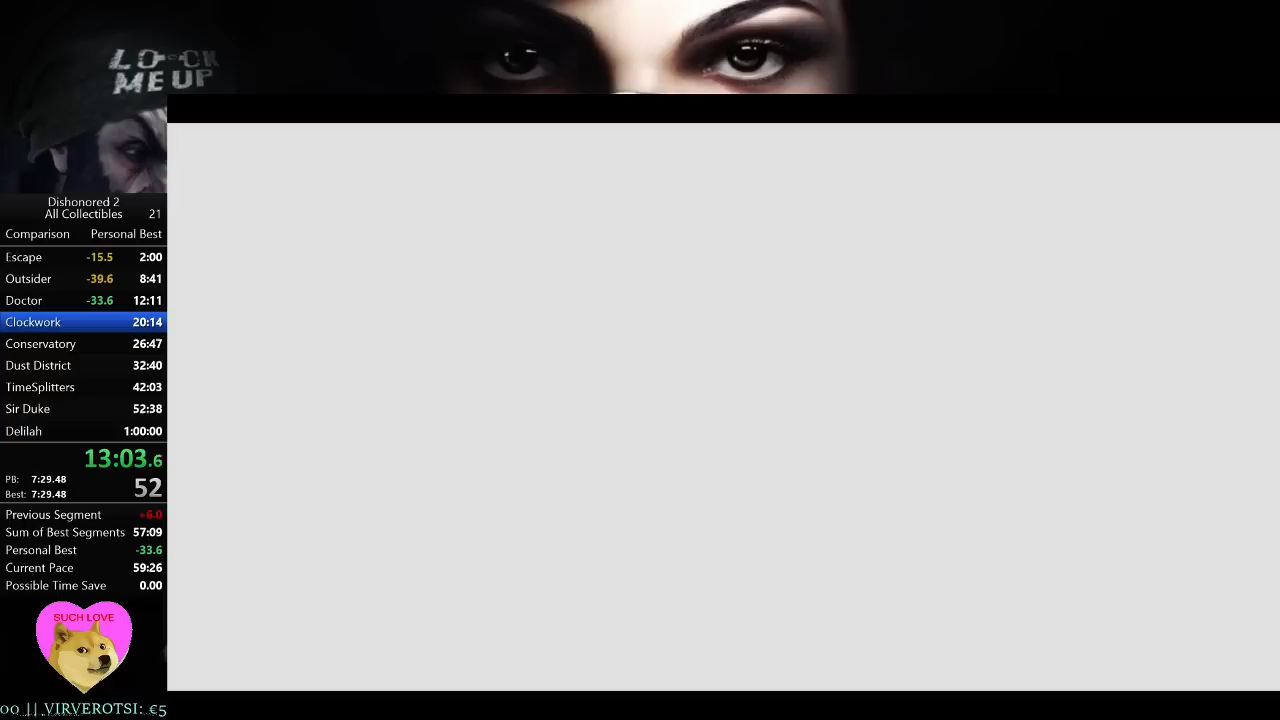 LO-CK
ME UP
Dishonored 2
All Collectibles 21
Comparison Personal Best
Escape -15.5 2:00
Outsider -39.6 8:41
Doctor -33.6 12:11
Clockwork 20:14
Conservatory 26:47
Dust District 32:40
TimeSplitters 42:03
Sir Duke 52:38
Delilah 1:00:00
13:03.6
PB: 7:29.48
Best: 7:29.48
52
Previous Segment +6.0
Sum of Best Segments 57:09
Personal Best -33.6
Current Pace 59:26
Possible Time Save 0.00
SUCH LOVE
00 || VIRVEROTSI: €5